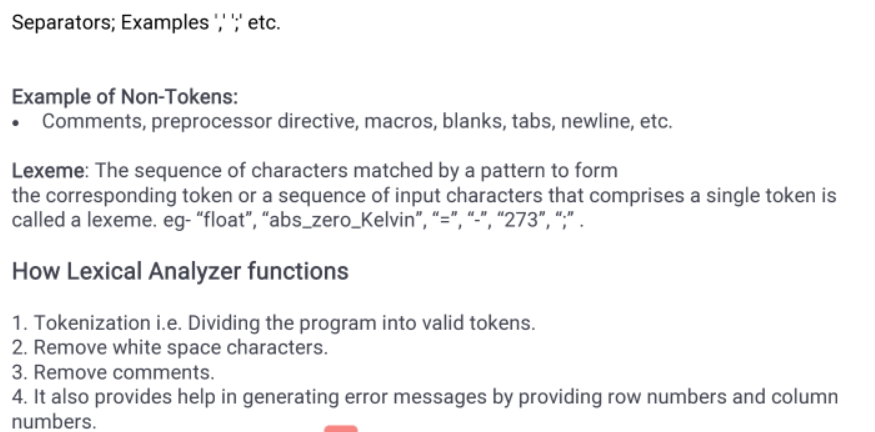 Separators; Examples ',' ';' etc.
Example of Non-Tokens:
• Comments, preprocessor directive, macros, blanks, tabs, newline, etc.
Lexeme: The sequence of characters matched by a pattern to form
the corresponding token or a sequence of input characters that comprises a single token is
called a lexeme. eg- “float”, “abs_zero_Kelvin”, “=”, “-”, “273”, “;” .
How Lexical Analyzer functions
1. Tokenization i.e. Dividing the program into valid tokens.
2. Remove white space characters.
3. Remove comments.
4. It also provides help in generating error messages by providing row numbers and column
numbers.